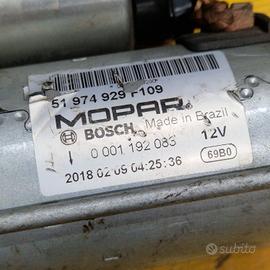 51 974 929 F109
MOPAR
BOSCH Made in Brazil
0 001 192 083 12V
2018 02 09 04:25:36 69B0
subito